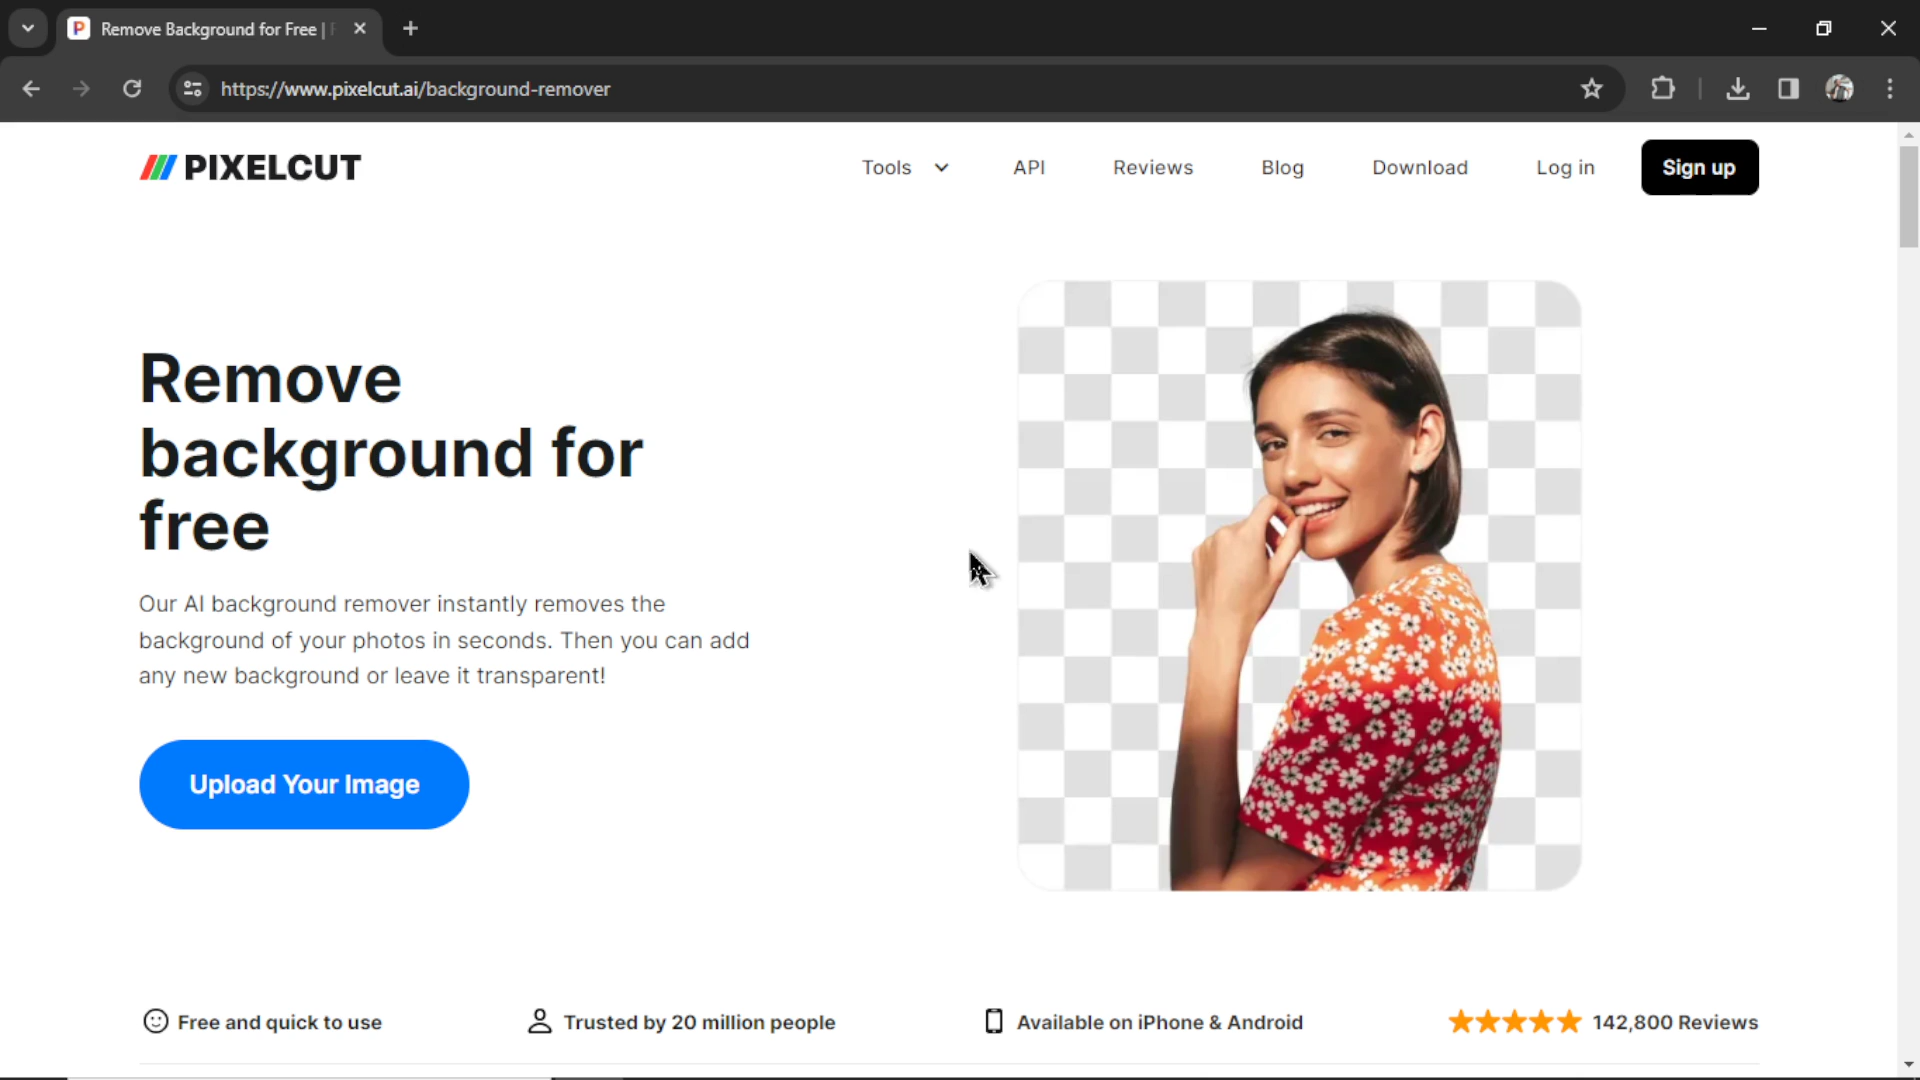 Remove Background for Free |
https://www.pixelcut.ai/background-remover
PIXELCUT
Tools
API
Reviews
Blog
Download
Log in
Sign up
Remove
background for
free
Our AI background remover instantly removes the
background of your photos in seconds. Then you can add
any new background or leave it transparent!
Upload Your Image
Free and quick to use
Trusted by 20 million people
Available on iPhone & Android
142,800 Reviews